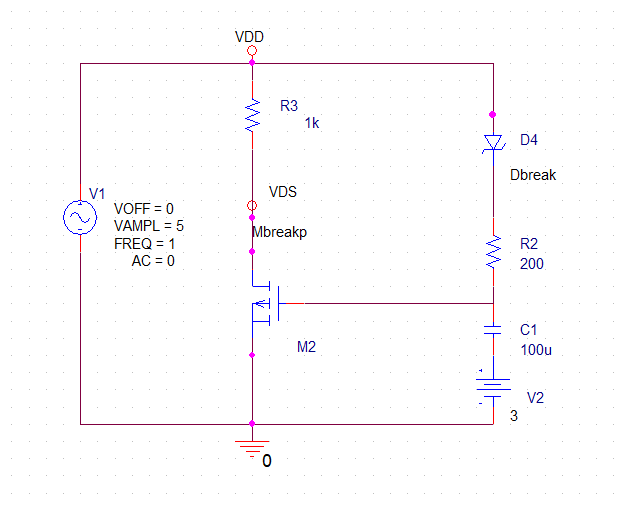 VDD
R3
1k
D4
Dbreak
V1
VOFF = 0
VAMPL = 5
FREQ = 1
AC = 0
VDS
Mbreakp
R2
200
M2
C1
100u
V2
3
0